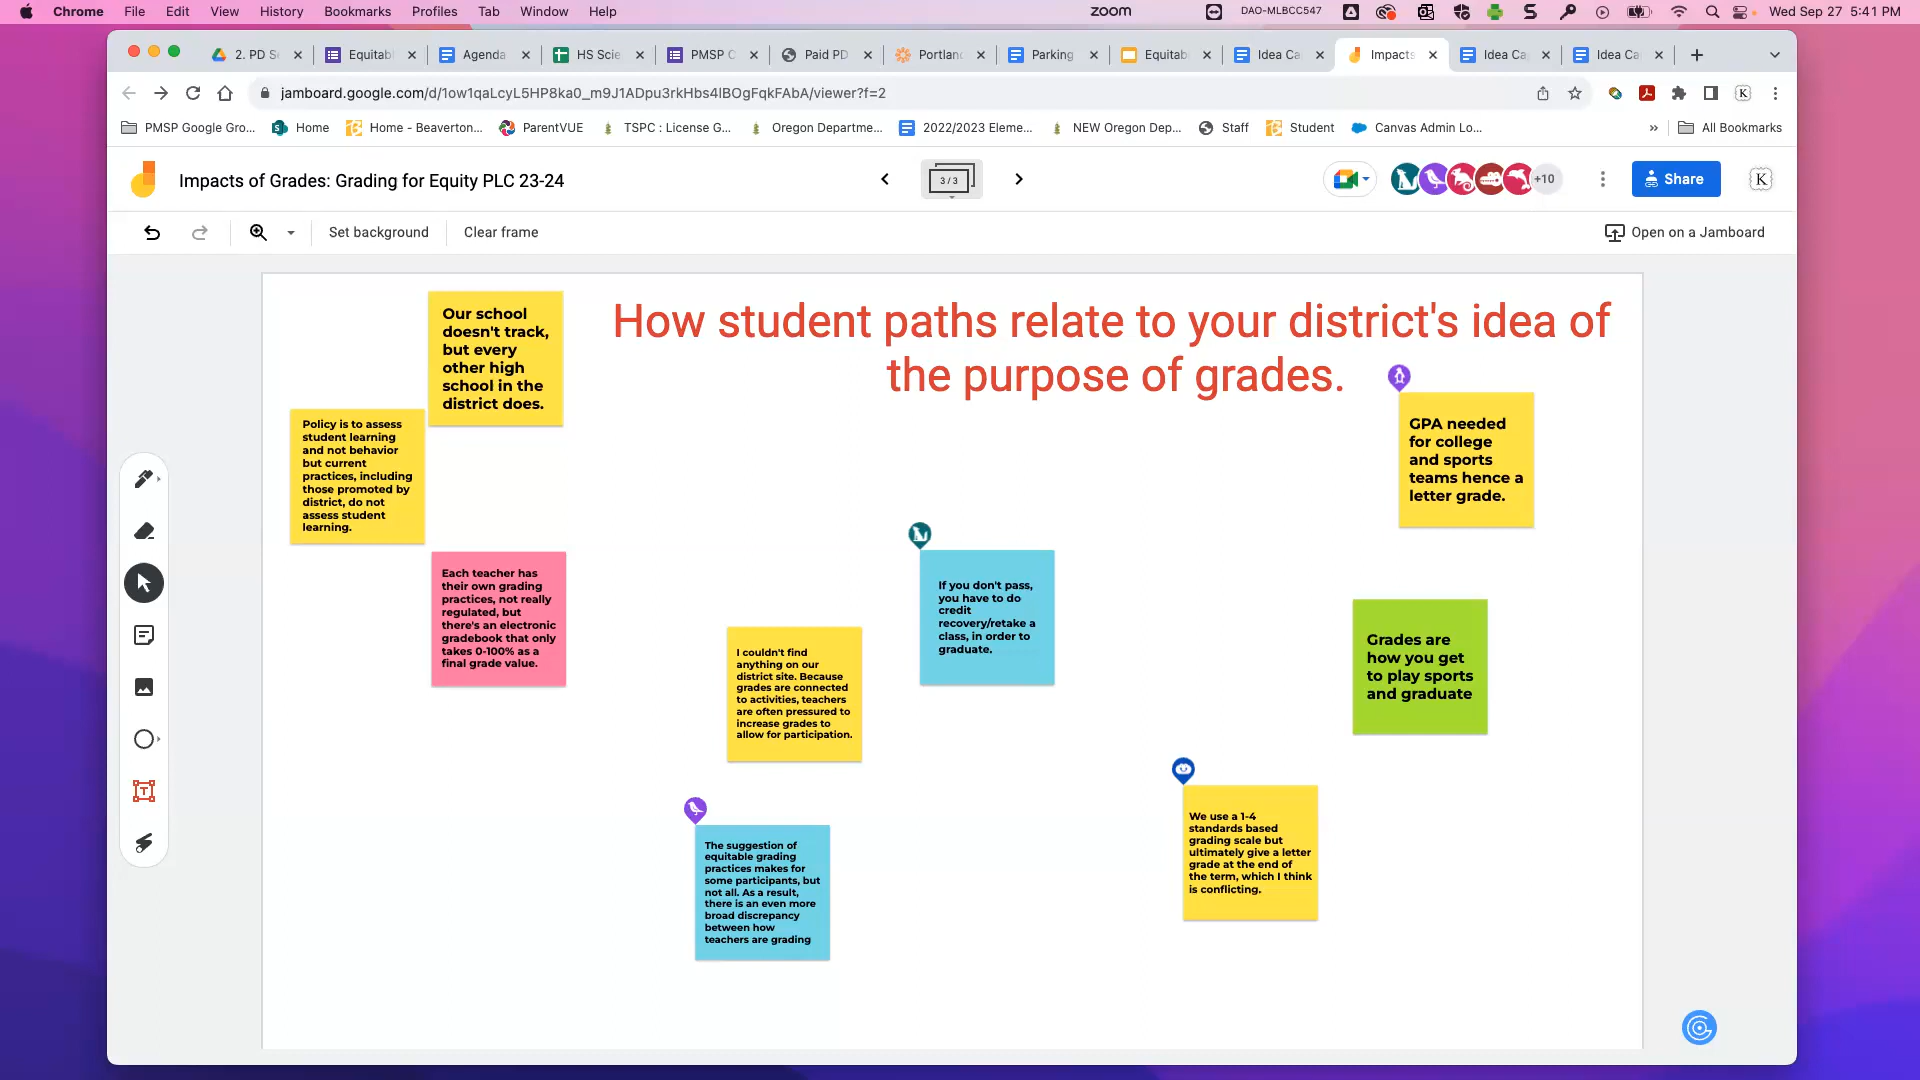 Chrome File Edit View History Bookmarks Profiles Tab Window Help zoom DAO-MLBCC547 Wed Sep 27 5:41 PM
2. PD S Equitabl Agenda HS Scie PMSP C Paid PD Portland Parking Equitab Idea Ca Impacts Idea Ca Idea Ca
jamboard.google.com/d/1ow1qaLcyL5HP8ka0_m9J1ADpu3rkHbs4lBOgFqkFAbA/viewer?f=2
PMSP Google Gro... Home Home - Beaverton... ParentVUE TSPC : License G... Oregon Departme... 2022/2023 Eleme... NEW Oregon Dep... Staff Student Canvas Admin Lo... » All Bookmarks
Impacts of Grades: Grading for Equity PLC 23-24
3 / 3
+10
Share
K
Set background
Clear frame
Open on a Jamboard
How student paths relate to your district's idea of
the purpose of grades.
Our school
doesn't track,
but every
other high
school in the
district does.
Policy is to assess
student learning
and not behavior
but current
practices, including
those promoted by
district, do not
assess student
learning.
GPA needed
for college
and sports
teams hence a
letter grade.
Each teacher has
their own grading
practices, not really
regulated, but
there's an electronic
gradebook that only
takes 0-100% as a
final grade value.
If you don't pass,
you have to do
credit
recovery/retake a
class, in order to
graduate.
I couldn't find
anything on our
district site. Because
grades are connected
to activities, teachers
are often pressured to
increase grades to
allow for participation.
Grades are
how you get
to play sports
and graduate
We use a 1-4
standards based
grading scale but
ultimately give a letter
grade at the end of
the term, which I think
is conflicting.
The suggestion of
equitable grading
practices makes for
some participants, but
not all. As a result,
there is an even more
broad discrepancy
between how
teachers are grading